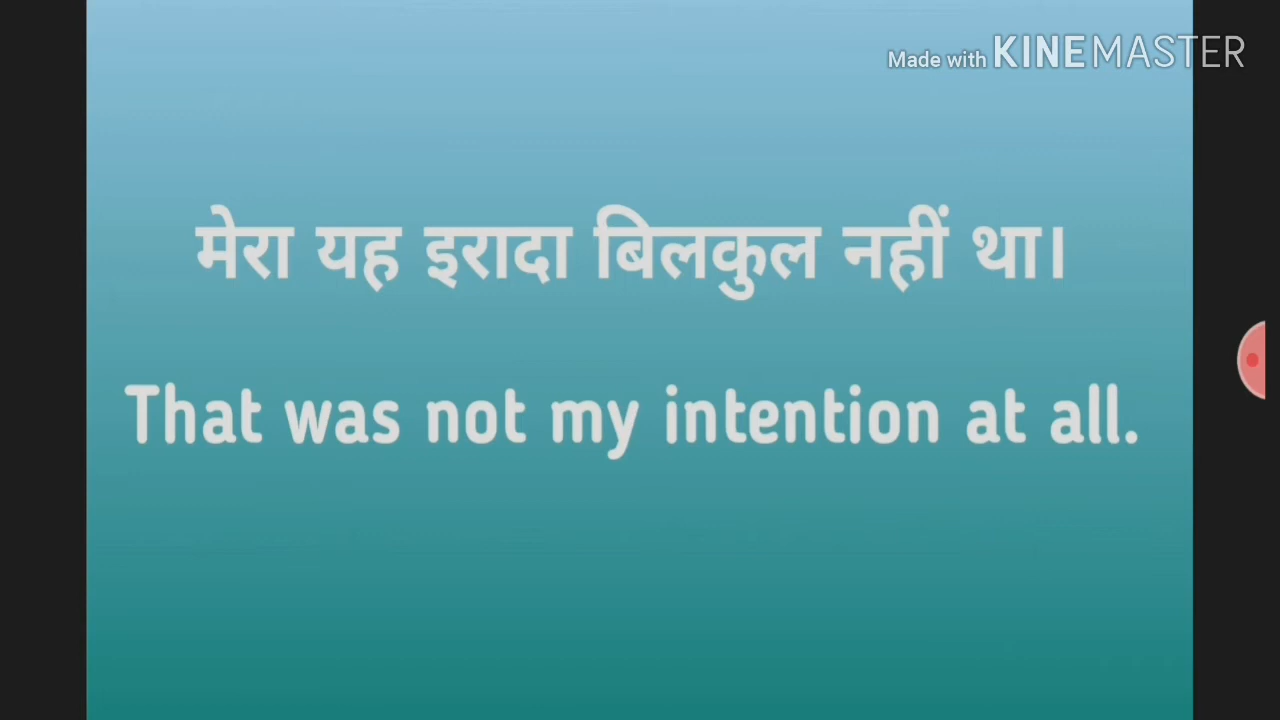 Made with KINEMASTER
मेरा यह इरादा बिलकुल नहीं था।
That was not my intention at all.